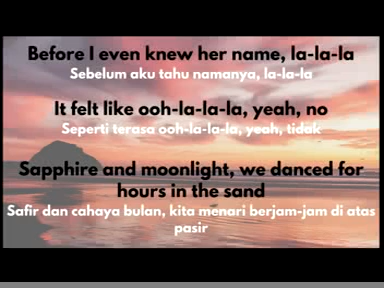 Before I even knew her name, la-la-la
Sebelum aku tahu namanya, la-la-la
It felt like ooh-la-la-la, yeah, no
Seperti terasa ooh-la-la-la, yeah, tidak
Sapphire and moonlight, we danced for
hours in the sand
Safir dan cahaya bulan, kita menari berjam-jam di atas
pasir